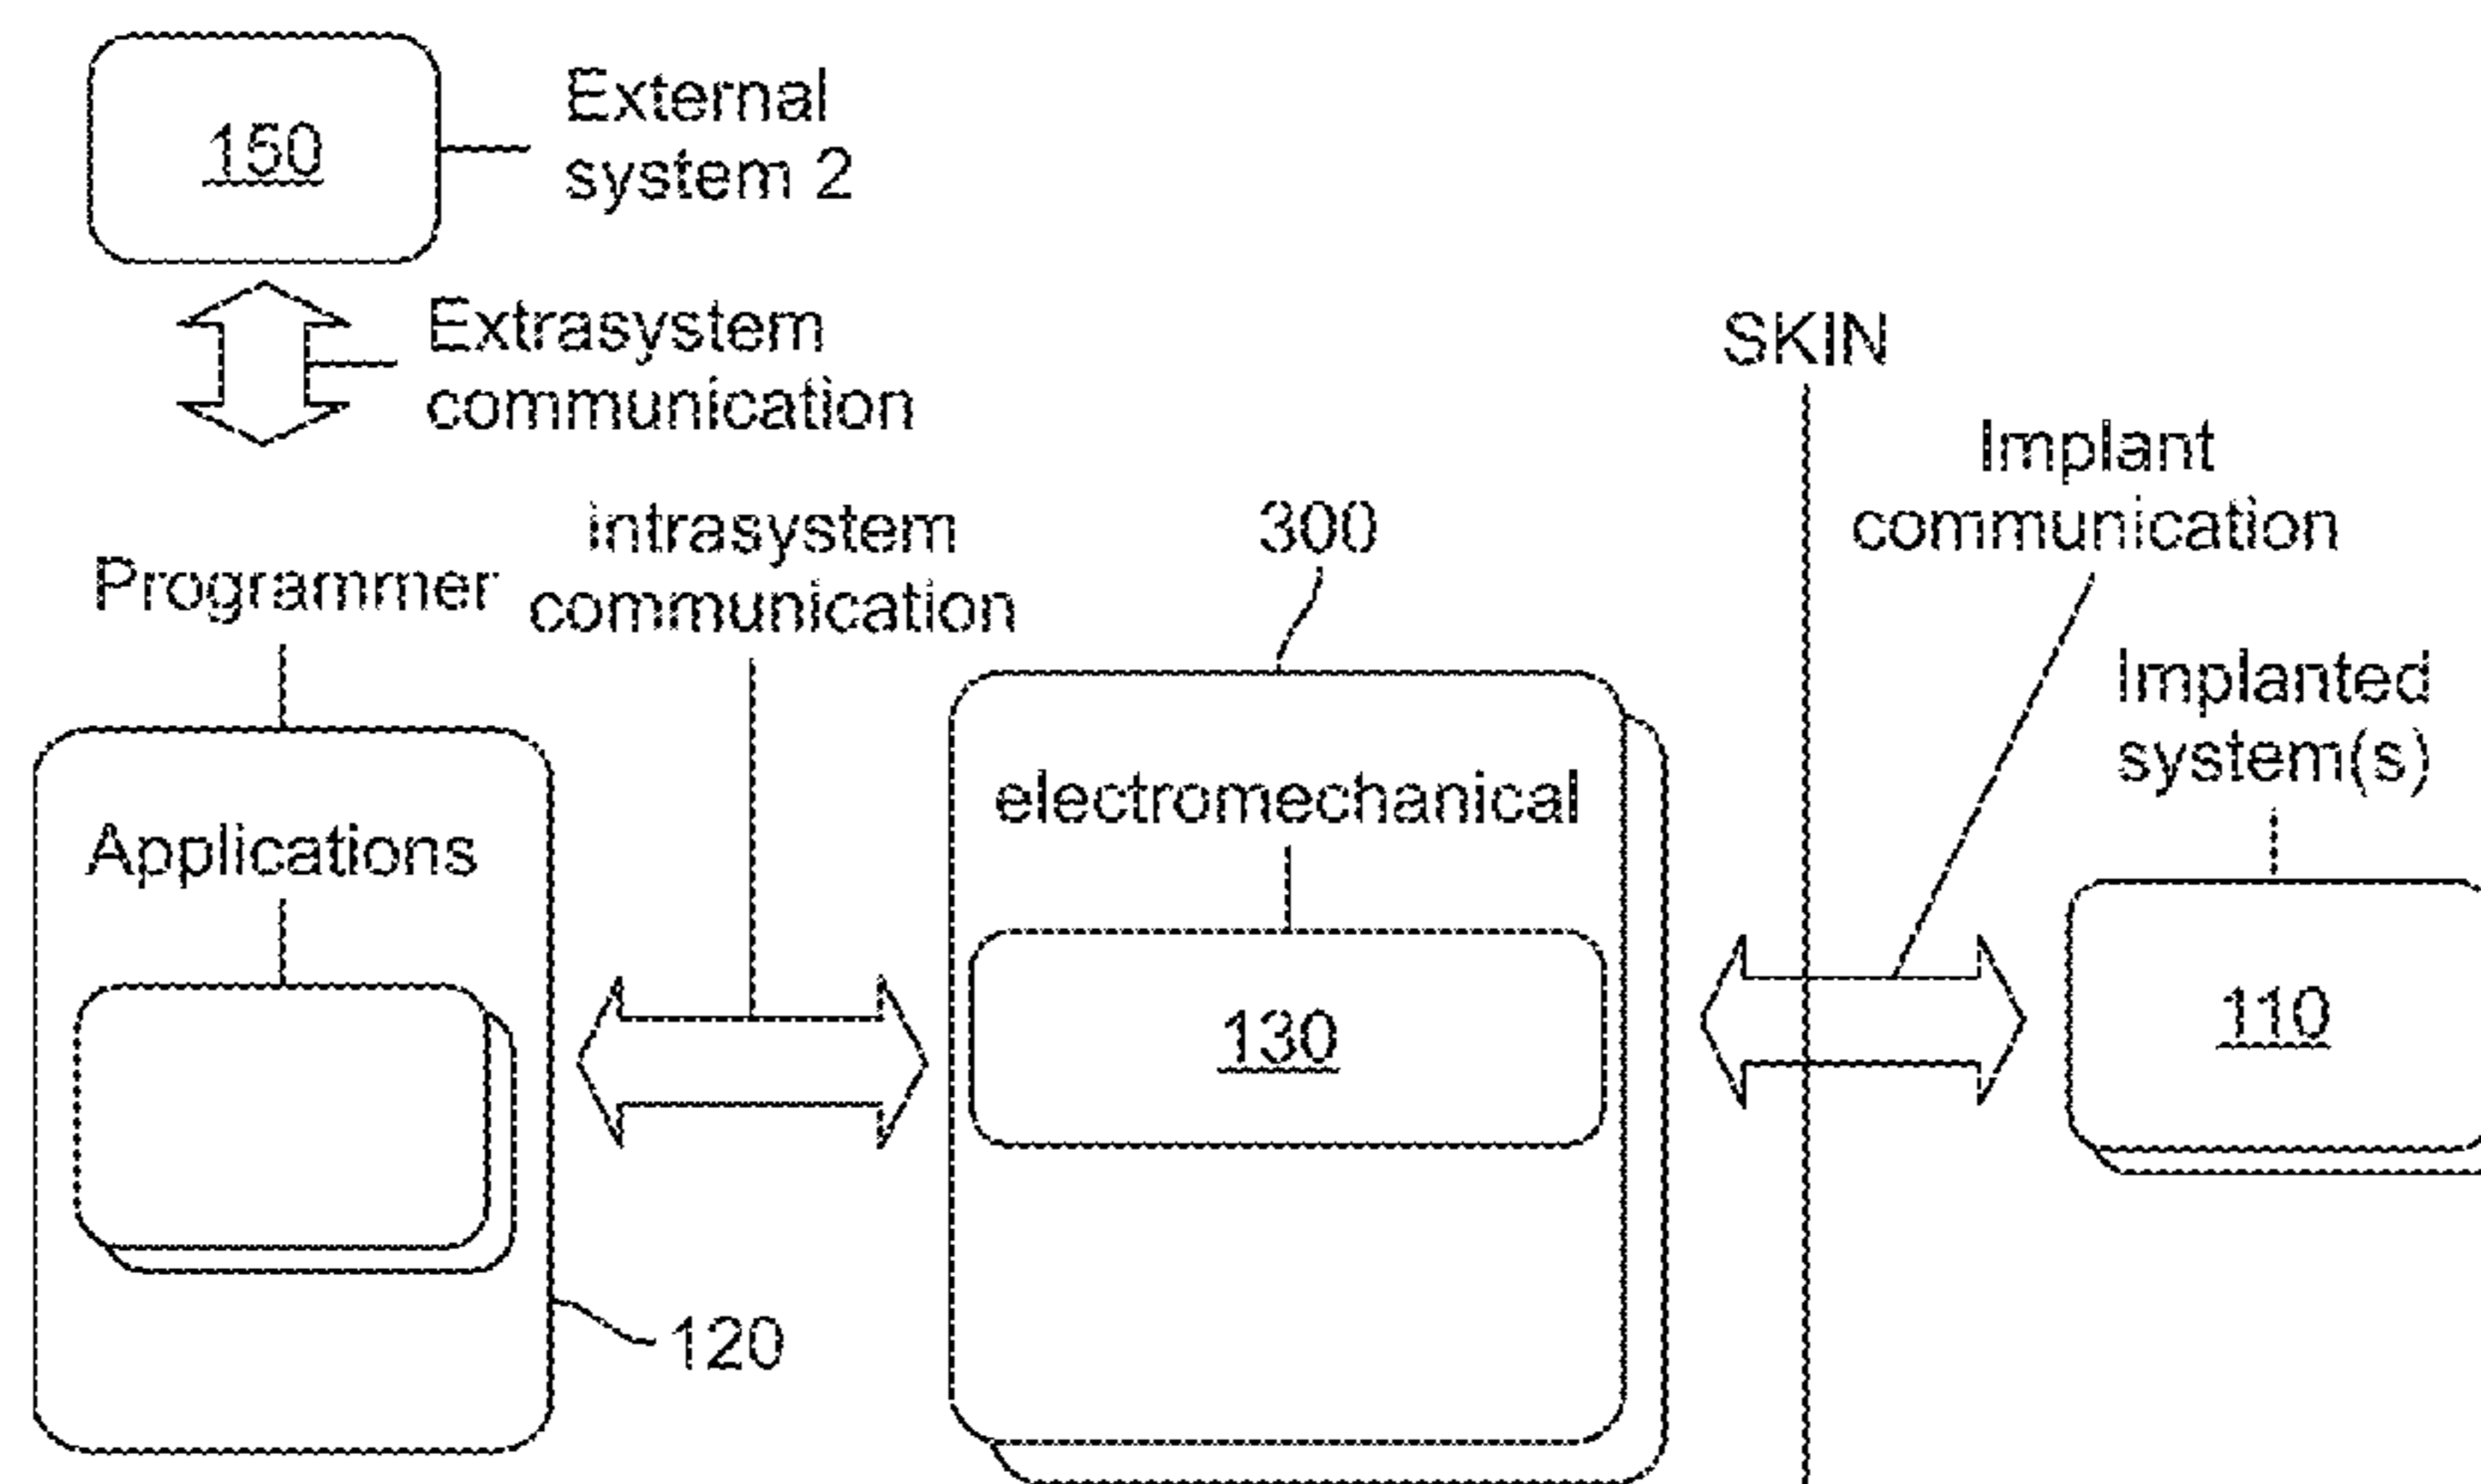 150
External
system 2
Extrasystem
communication
SKIN
Implant
communication
intrasystem
communication
300
Programmer
Implanted
system(s)
electromechanical
Applications
130
110
120